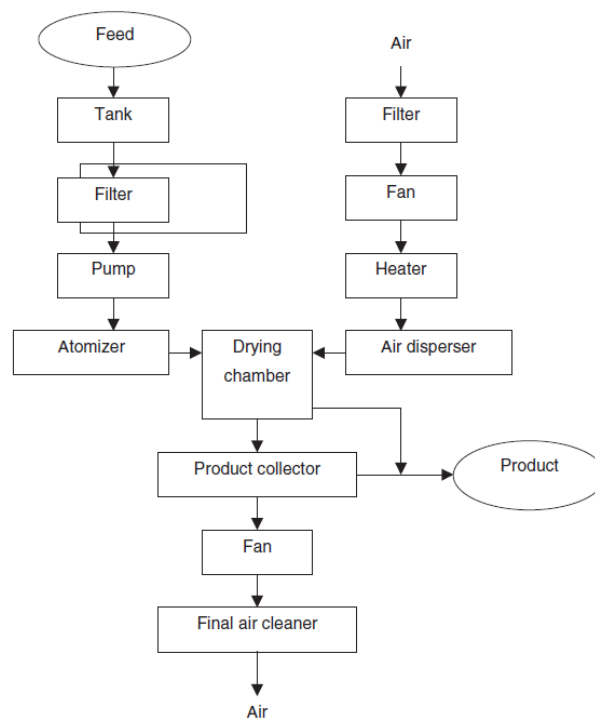 Feed
Air
Tank
Filter
Filter
Fan
Pump
Heater
Atomizer
Drying
chamber
Air disperser
Product collector
Product
Fan
Final air cleaner
Air